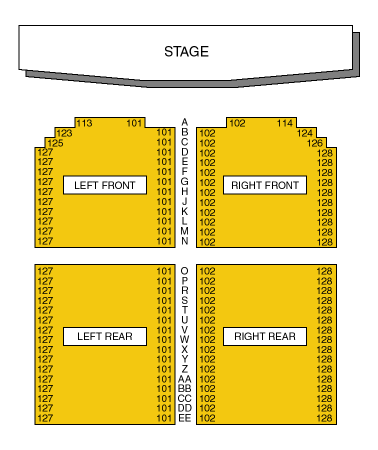 STAGE
113 101 A 102 114
123 101 B 102 124
125 101 C 102 126
127 101 D 102 128
127 101 E 102 128
127 101 F 102 128
127 101 G 102 128
LEFT FRONT RIGHT FRONT
127 101 H 102 128
127 101 J 102 128
127 101 K 102 128
127 101 L 102 128
127 101 M 102 128
127 101 N 102 128
127 101 O 102 128
127 101 P 102 128
127 101 R 102 128
127 101 S 102 128
127 101 T 102 128
127 101 U 102 128
127 101 V 102 128
LEFT REAR RIGHT REAR
127 101 W 102 128
127 101 X 102 128
127 101 Y 102 128
127 101 Z 102 128
127 101 AA 102 128
127 101 BB 102 128
127 101 CC 102 128
127 101 DD 102 128
127 101 EE 102 128